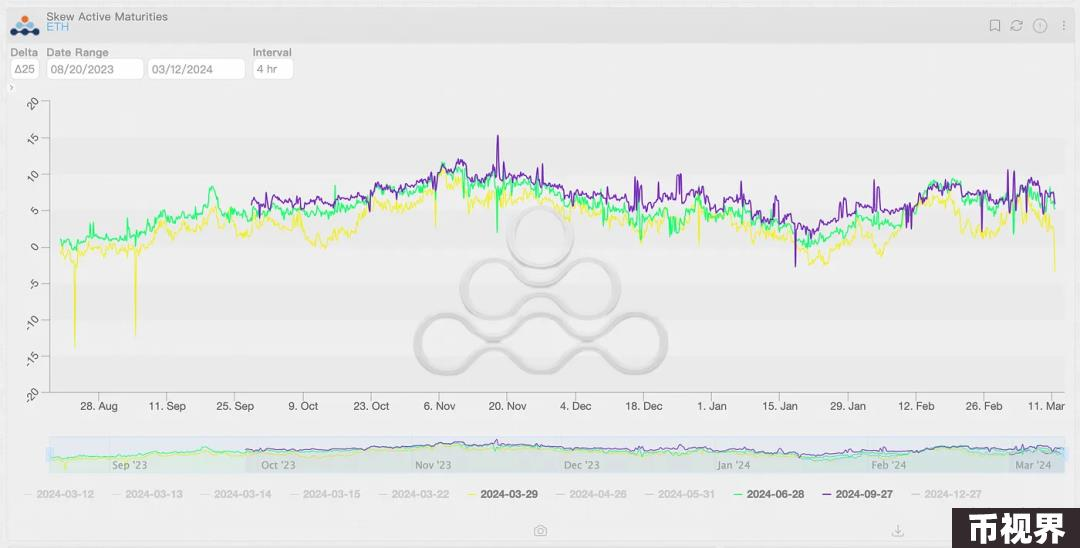 Skew Active Maturities
ETH
Delta Date Range Interval
Δ25 08/20/2023 03/12/2024 4 hr
20
15
10
5
0
-5
-10
-15
-20
28. Aug 11. Sep 25. Sep 9. Oct 23. Oct 6. Nov 20. Nov 4. Dec 18. Dec 1. Jan 15. Jan 29. Jan 12. Feb 26. Feb 11. Mar
Sep '23 Oct '23 Nov '23 Dec '23 Jan '24 Feb '24 Mar '24
2024-03-12 2024-03-13 2024-03-14 2024-03-15 2024-03-22 2024-03-29 2024-04-26 2024-05-31 2024-06-28 2024-09-27 2024-12-27
币视界